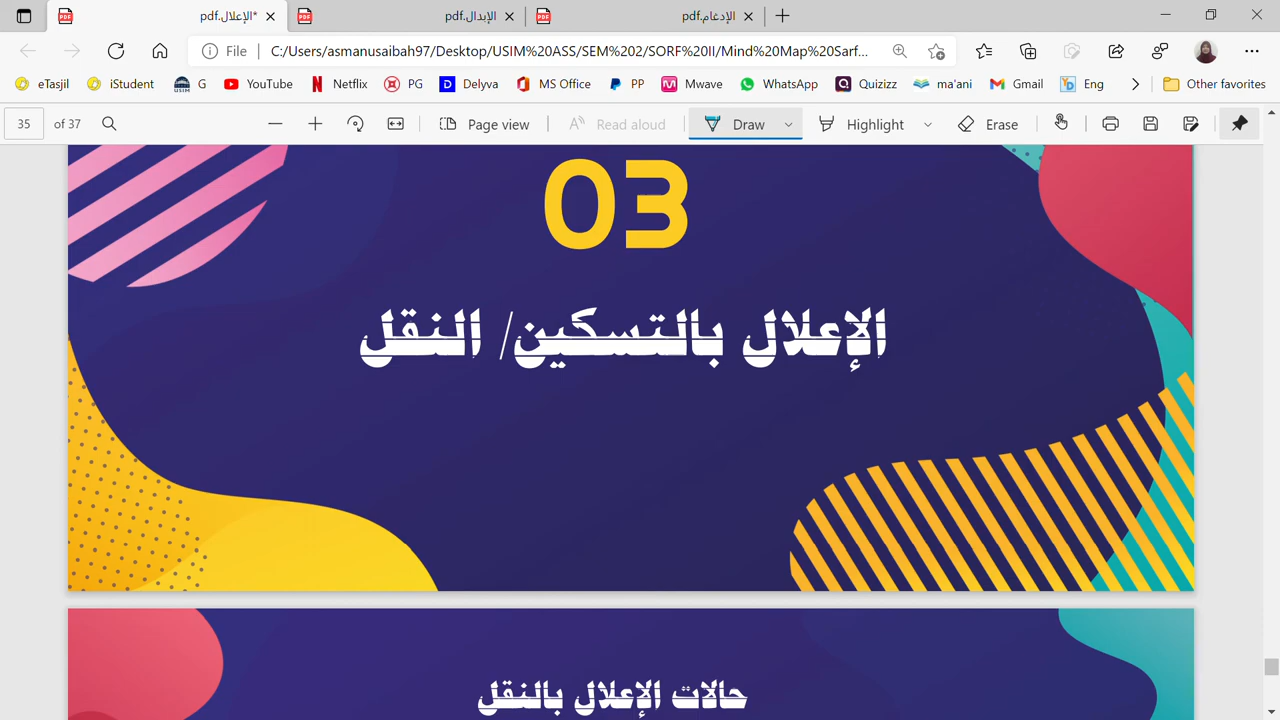 الإعلال.pdf*
الإبدال.pdf
الإدغام.pdf
File C:/Users/asmanusaibah97/Desktop/USIM%20ASS/SEM%202/SORF%20II/Mind%20Map%20Sarf...
eTasjil iStudent G YouTube Netflix PG Delyva MS Office PP Mwave WhatsApp Quizizz ma'ani Gmail Eng Other favorites
35 of 37 Page view Read aloud Draw Highlight Erase
03
الإعلال بالتسكين/ النقل
حالات الإعلال بالنقل